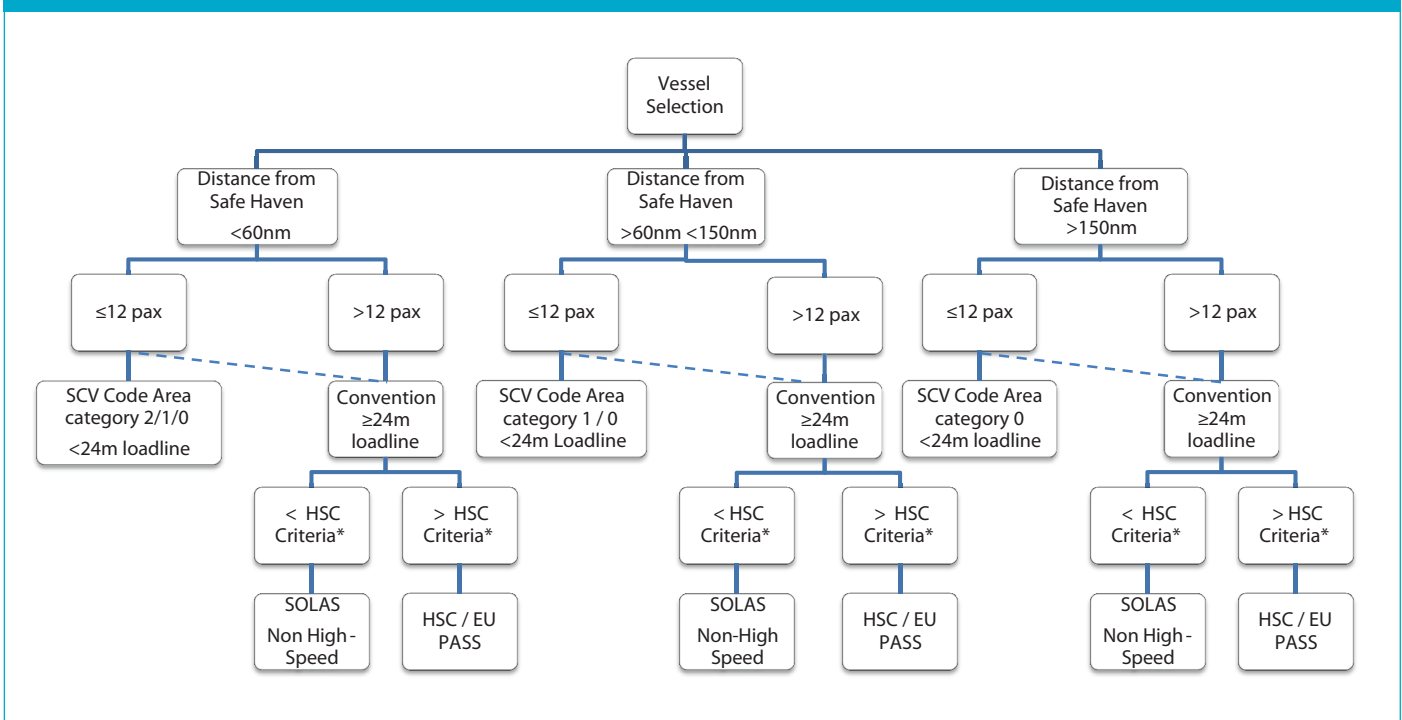 Vessel
Selection
Distance from
Safe Haven
<60nm
Distance from
Safe Haven
>60nm <150nm
Distance from
Safe Haven
>150nm
≤12 pax
>12 pax
≤12 pax
>12 pax
≤12 pax
>12 pax
SCV Code Area
category 2/1/0
<24m loadline
Convention
≥24m
loadline
SCV Code Area
category 1 / 0
<24m Loadline
Convention
≥24m
loadline
SCV Code Area
category 0
<24m loadline
Convention
≥24m
loadline
< HSC
Criteria*
> HSC
Criteria*
< HSC
Criteria*
> HSC
Criteria*
< HSC
Criteria*
> HSC
Criteria*
SOLAS
Non High -
Speed
HSC / EU
PASS
SOLAS
Non-High
Speed
HSC / EU
PASS
SOLAS
Non High -
Speed
HSC / EU
PASS